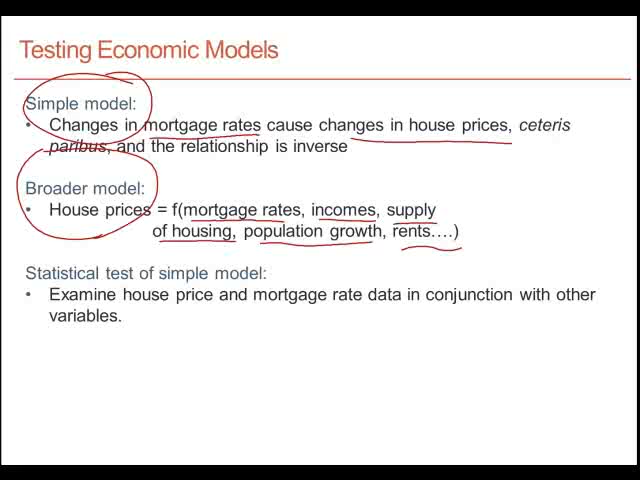 Testing Economic Models
Simple model:
• Changes in mortgage rates cause changes in house prices, ceteris
paribus, and the relationship is inverse
Broader model:
• House prices = f(mortgage rates, incomes, supply
of housing, population growth, rents….)
Statistical test of simple model:
• Examine house price and mortgage rate data in conjunction with other
variables.